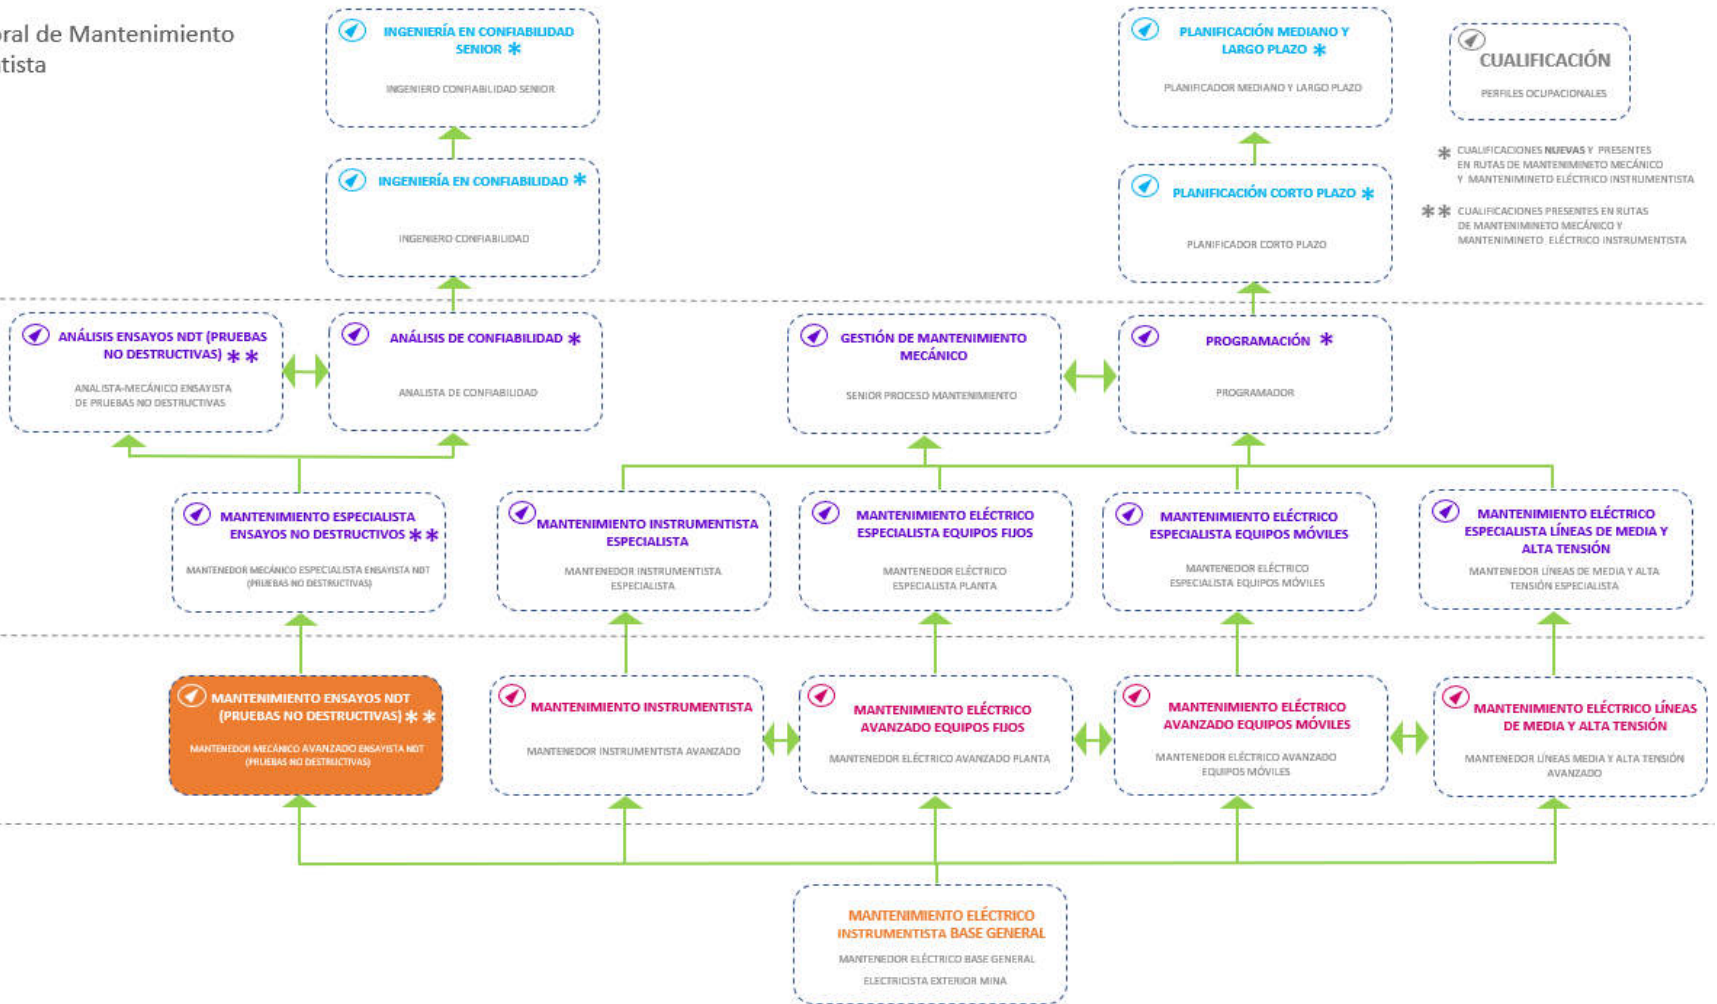 oral de Mantenimiento
tista
INGENIERÍA EN CONFIABILIDAD
SENIOR *
INGENIERO CONFIABILIDAD SENIOR
PLANIFICACIÓN MEDIANO Y
LARGO PLAZO *
PLANIFICADOR MEDIANO Y LARGO PLAZO
CUALIFICACIÓN
PERFILES OCUPACIONALES
* CUALIFICACIONES NUEVAS Y PRESENTES
EN RUTAS DE MANTENIMINETO MECÁNICO
Y MANTENIMINETO ELÉCTRICO INSTRUMENTISTA
** CUALIFICACIONES PRESENTES EN RUTAS
DE MANTENIMINETO MECÁNICO Y
MANTENIMINETO ELÉCTRICO INSTRUMENTISTA
INGENIERÍA EN CONFIABILIDAD *
INGENIERO CONFIABILIDAD
PLANIFICACIÓN CORTO PLAZO *
PLANIFICADOR CORTO PLAZO
ANÁLISIS ENSAYOS NDT (PRUEBAS
NO DESTRUCTIVAS) **
ANALISTA-MECÁNICO ENSAYISTA
DE PRUEBAS NO DESTRUCTIVAS
ANÁLISIS DE CONFIABILIDAD *
ANALISTA DE CONFIABILIDAD
GESTIÓN DE MANTENIMIENTO
MECÁNICO
SENIOR PROCESO MANTENIMIENTO
PROGRAMACIÓN *
PROGRAMADOR
MANTENIMIENTO ESPECIALISTA
ENSAYOS NO DESTRUCTIVOS **
MANTENEDOR MECÁNICO ESPECIALISTA ENSAYISTA NDT
(PRUEBAS NO DESTRUCTIVAS)
MANTENIMIENTO INSTRUMENTISTA
ESPECIALISTA
MANTENEDOR INSTRUMENTISTA
ESPECIALISTA
MANTENIMIENTO ELÉCTRICO
ESPECIALISTA EQUIPOS FIJOS
MANTENEDOR ELÉCTRICO
ESPECIALISTA PLANTA
MANTENIMIENTO ELÉCTRICO
ESPECIALISTA EQUIPOS MÓVILES
MANTENEDOR ELÉCTRICO
ESPECIALISTA EQUIPOS MÓVILES
MANTENIMIENTO ELÉCTRICO
ESPECIALISTA LÍNEAS DE MEDIA Y
ALTA TENSIÓN
MANTENEDOR LÍNEAS DE MEDIA Y ALTA
TENSIÓN ESPECIALISTA
MANTENIMIENTO ENSAYOS NDT
(PRUEBAS NO DESTRUCTIVAS) **
MANTENEDOR MECÁNICO AVANZADO ENSAYISTA NDT
(PRUEBAS NO DESTRUCTIVAS)
MANTENIMIENTO INSTRUMENTISTA
MANTENEDOR INSTRUMENTISTA AVANZADO
MANTENIMIENTO ELÉCTRICO
AVANZADO EQUIPOS FIJOS
MANTENEDOR ELÉCTRICO AVANZADO PLANTA
MANTENIMIENTO ELÉCTRICO
AVANZADO EQUIPOS MÓVILES
MANTENEDOR ELÉCTRICO AVANZADO
EQUIPOS MÓVILES
MANTENIMIENTO ELÉCTRICO LÍNEAS
DE MEDIA Y ALTA TENSIÓN
MANTENEDOR LÍNEAS MEDIA Y ALTA TENSIÓN
AVANZADO
MANTENIMIENTO ELÉCTRICO
INSTRUMENTISTA BASE GENERAL
MANTENEDOR ELÉCTRICO BASE GENERAL
ELECTRICISTA EXTERIOR MINA